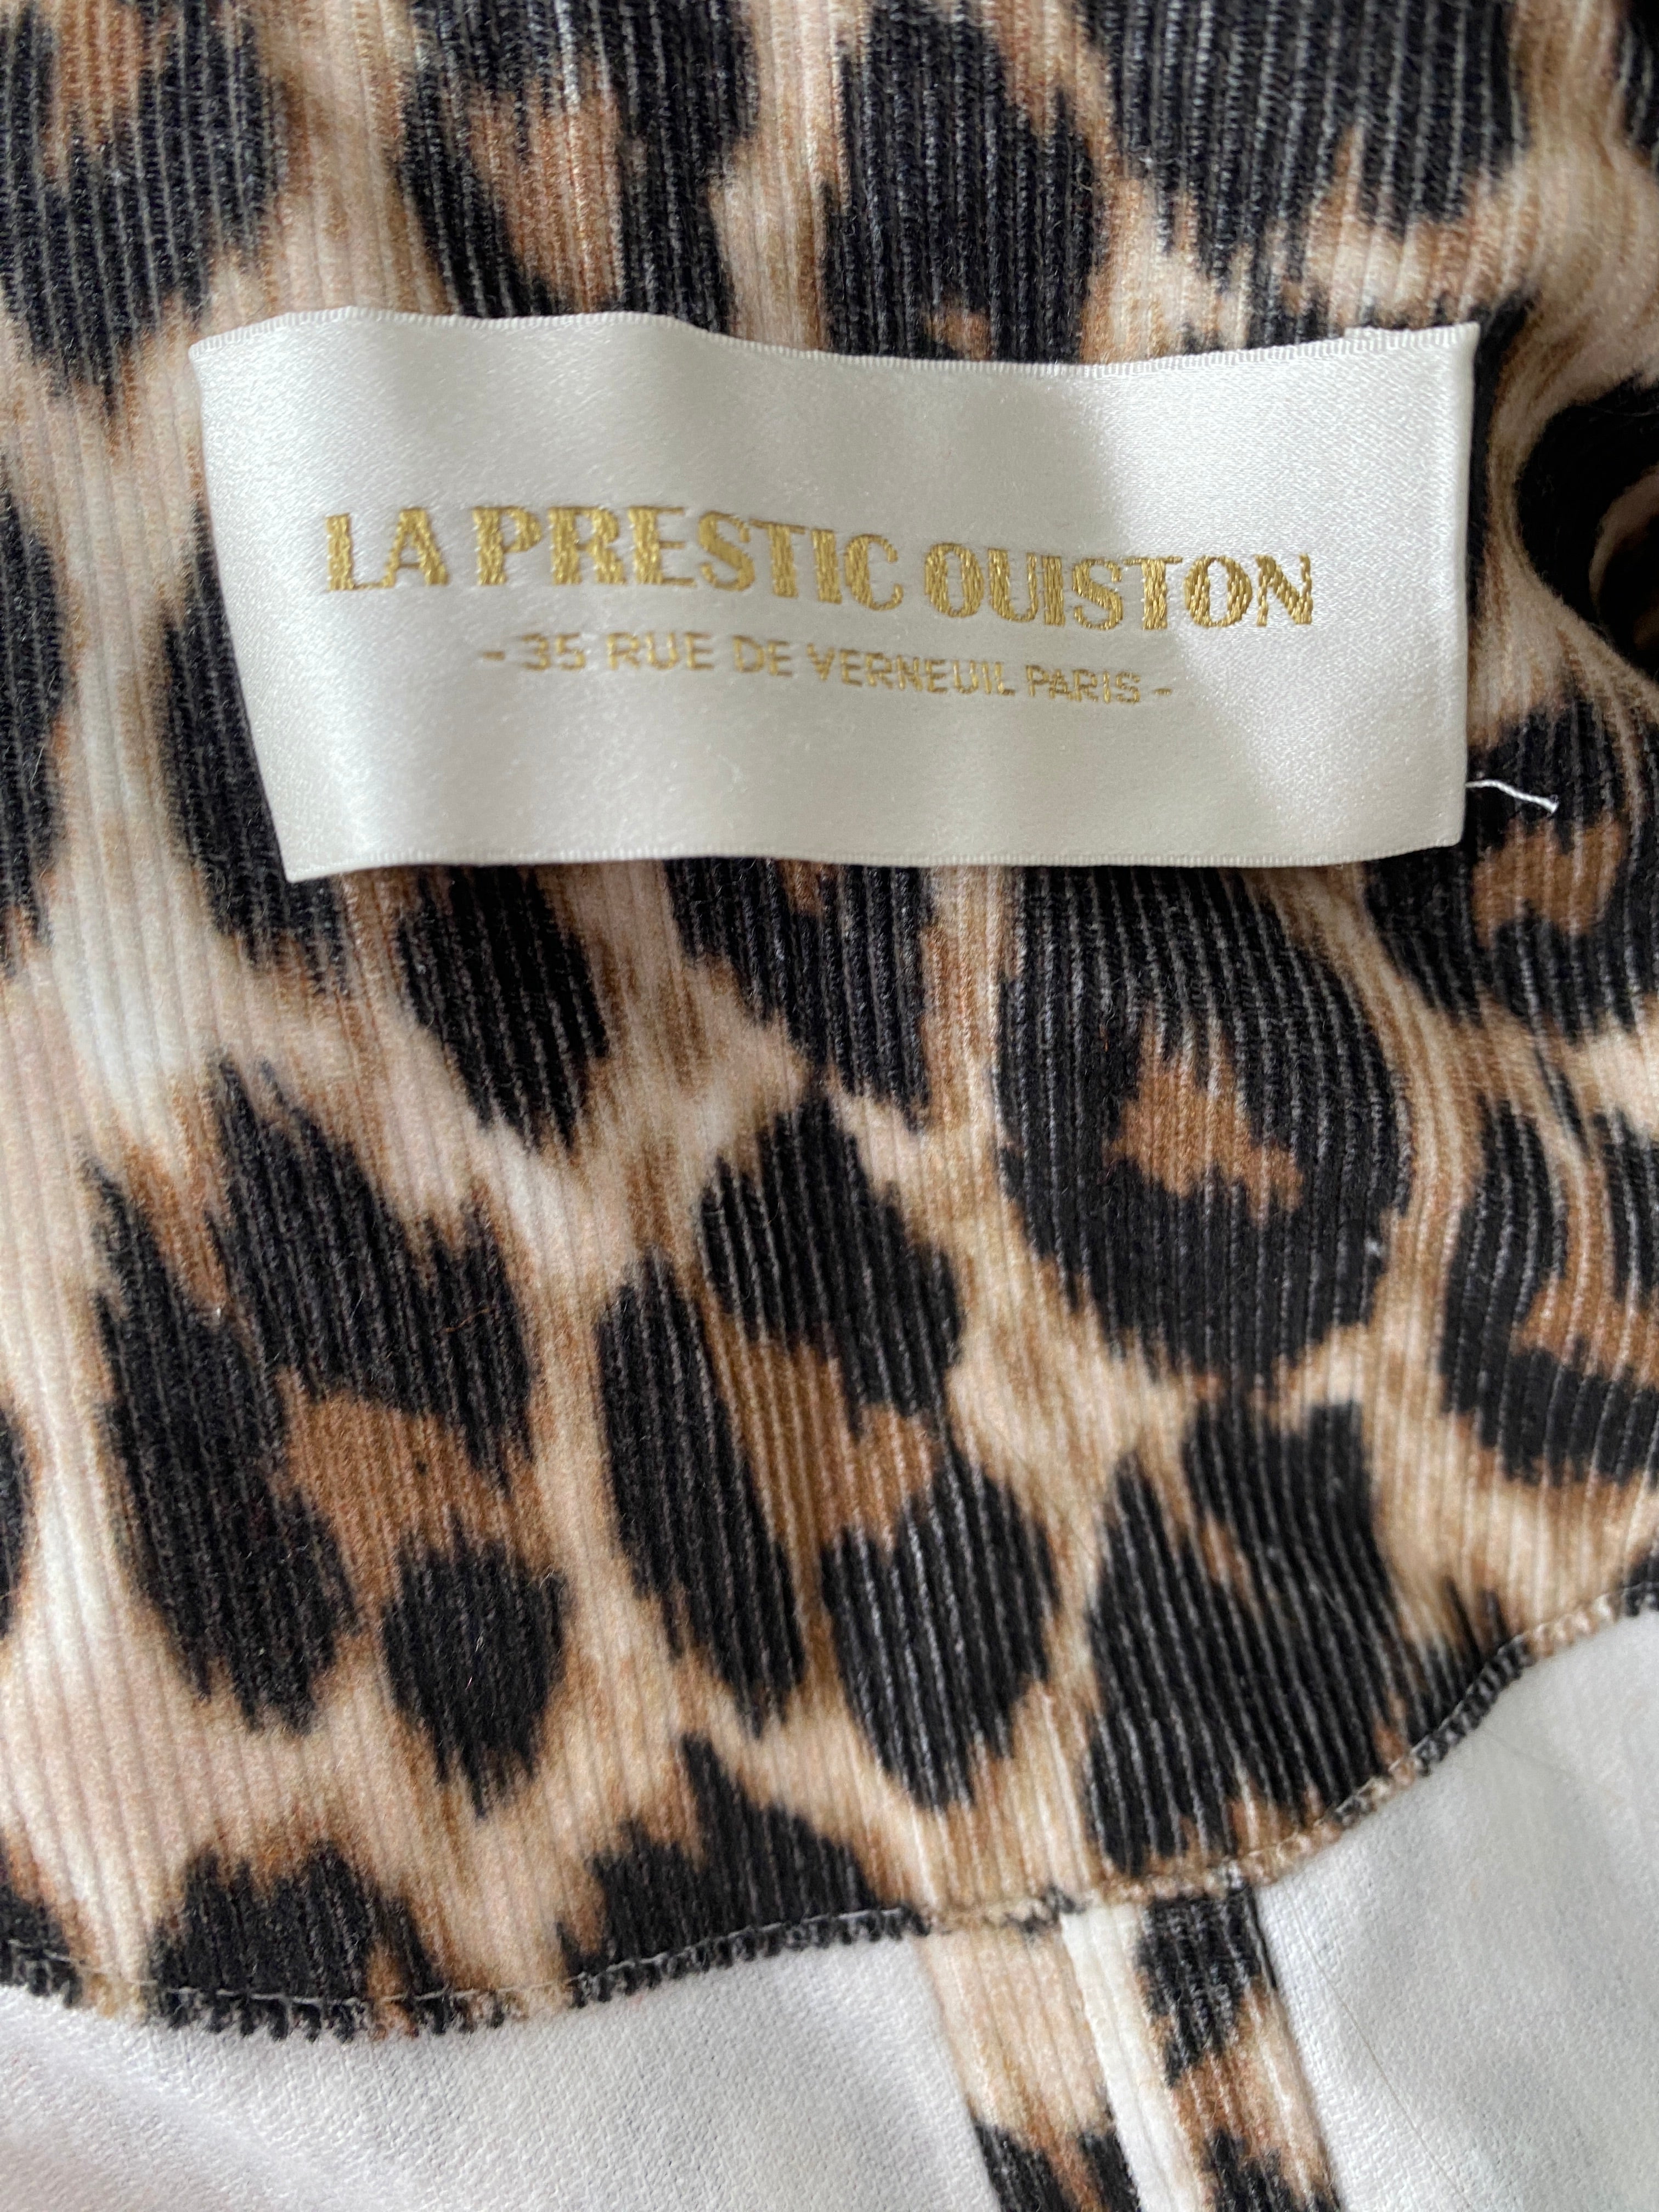 LA PRESTIC OUISTON
- 35 RUE DE VERNEUIL PARIS -